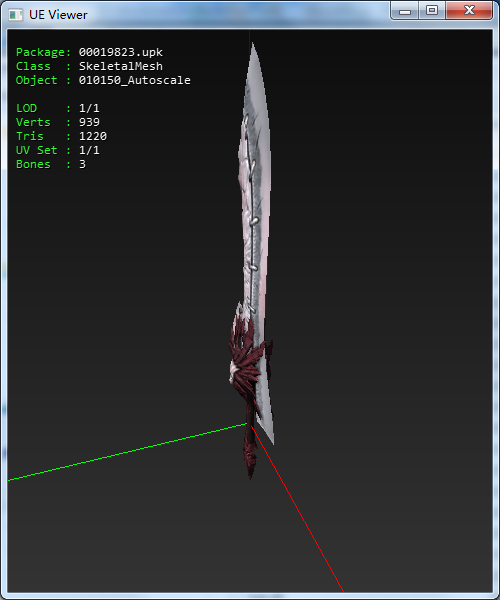 UE Viewer
Package: 00019823.upk
Class : SkeletalMesh
Object : 010150_Autoscale
LOD : 1/1
Verts : 939
Tris : 1220
UV Set : 1/1
Bones : 3